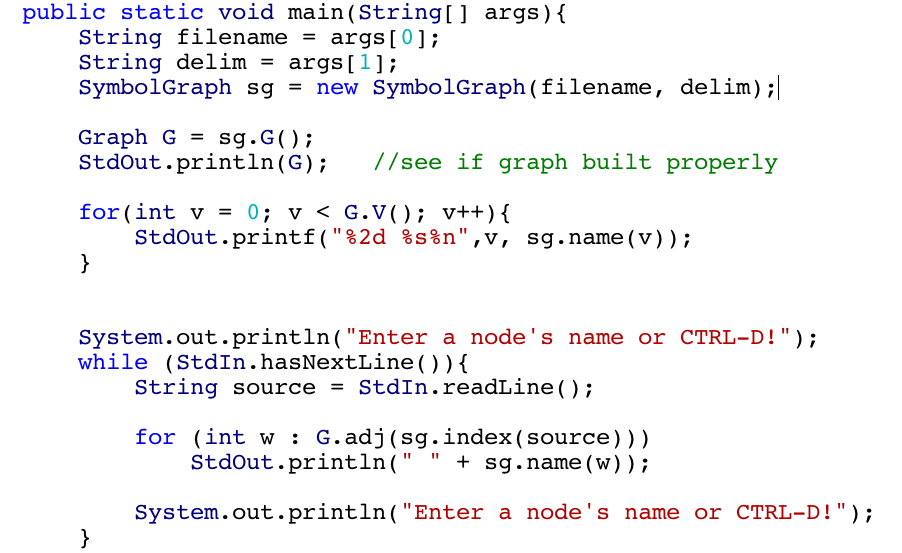 public static void main(String[] args){
    String filename = args[0];
    String delim = args[1];
    SymbolGraph sg = new SymbolGraph(filename, delim);
    Graph G = sg.G();
    StdOut.println(G);   //see if graph built properly
    for(int v = 0; v < G.V(); v++){
        StdOut.printf("%2d %s%n",v, sg.name(v));
    }
    System.out.println("Enter a node's name or CTRL-D!");
    while (StdIn.hasNextLine()){
        String source = StdIn.readLine();
        for (int w : G.adj(sg.index(source)))
            StdOut.println(" " + sg.name(w));
        System.out.println("Enter a node's name or CTRL-D!");
    }